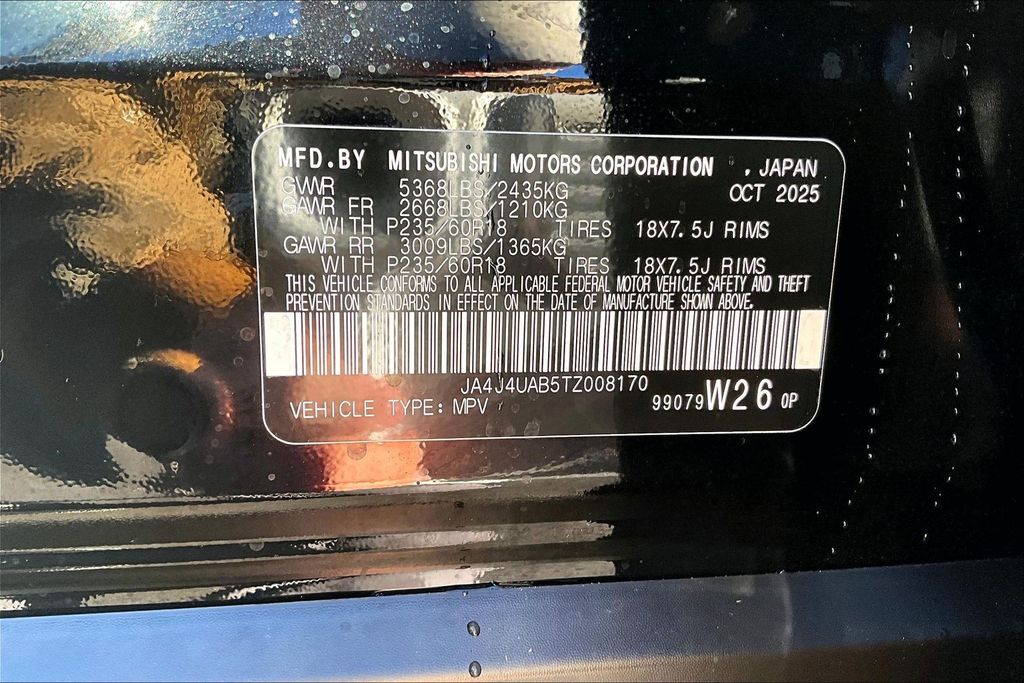 MFD.BY MITSUBISHI MOTORS CORPORATION , JAPAN
GVWR 5368LBS/2435KG OCT 2025
GAWR FR 2668LBS/1210KG
WITH P235/60R18 TIRES 18X7.5J RIMS
GAWR RR 3009LBS/1365KG
WITH P235/60R18 TIRES 18X7.5J RIMS
THIS VEHICLE CONFORMS TO ALL APPLICABLE FEDERAL MOTOR VEHICLE SAFETY AND THEFT
PREVENTION STANDARDS IN EFFECT ON THE DATE OF MANUFACTURE SHOWN ABOVE.
JA4J4UAB5TZ008170
VEHICLE TYPE: MPV 99079 W26 0P